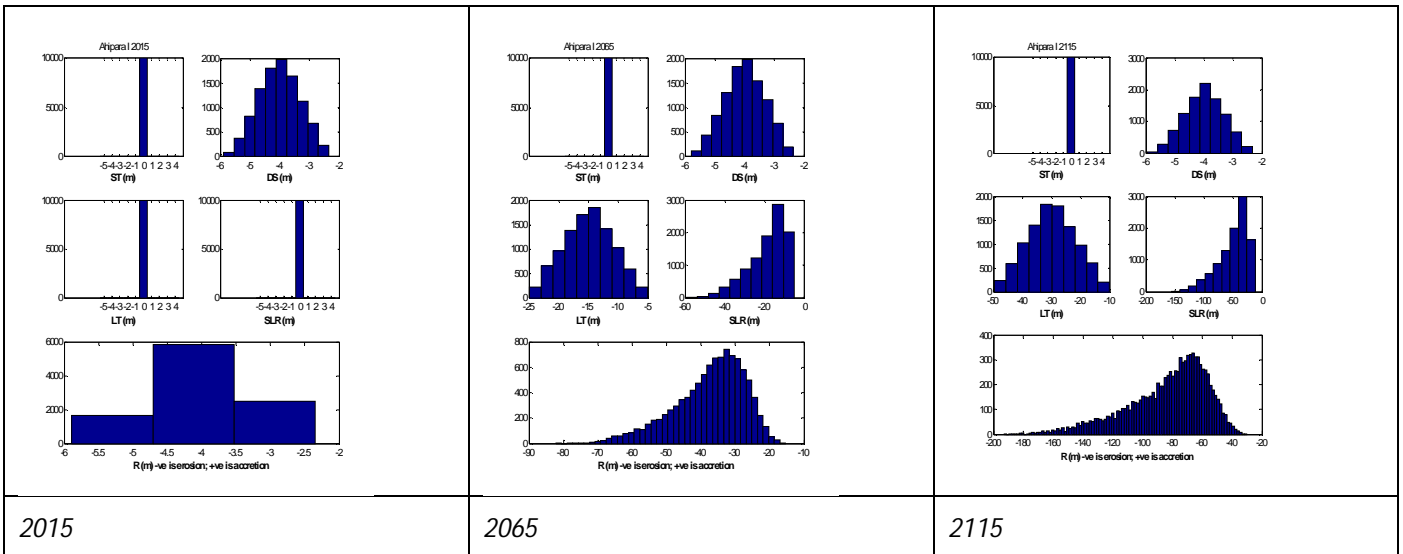 Ahipara I 2015
10000
5000
0
-5-4-3-2-1 0 1 2 3 4
ST (m)
2000
1500
1000
500
0
-6 -5 -4 -3 -2
DS (m)
10000
5000
0
-5-4-3-2-1 0 1 2 3 4
LT (m)
10000
5000
0
-5-4-3-2-1 0 1 2 3 4
SLR (m)
6000
4000
2000
0
-6 -5.5 -5 -4.5 -4 -3.5 -3 -2.5 -2
R (m) -ve is erosion; +ve is accretion
2015
Ahipara I 2065
10000
5000
0
-5-4-3-2-1 0 1 2 3 4
ST (m)
2000
1500
1000
500
0
-6 -5 -4 -3 -2
DS (m)
2000
1500
1000
500
0
-25 -20 -15 -10 -5
LT (m)
3000
2000
1000
0
-60 -40 -20 0
SLR (m)
800
600
400
200
0
-90 -80 -70 -60 -50 -40 -30 -20 -10
R (m) -ve is erosion; +ve is accretion
2065
Ahipara I 2115
10000
5000
0
-5-4-3-2-1 0 1 2 3 4
ST (m)
3000
2000
1000
0
-6 -5 -4 -3 -2
DS (m)
2000
1500
1000
500
0
-50 -40 -30 -20 -10
LT (m)
3000
2000
1000
0
-200 -150 -100 -50 0
SLR (m)
400
300
200
100
0
-200 -180 -160 -140 -120 -100 -80 -60 -40 -20
R (m) -ve is erosion; +ve is accretion
2115